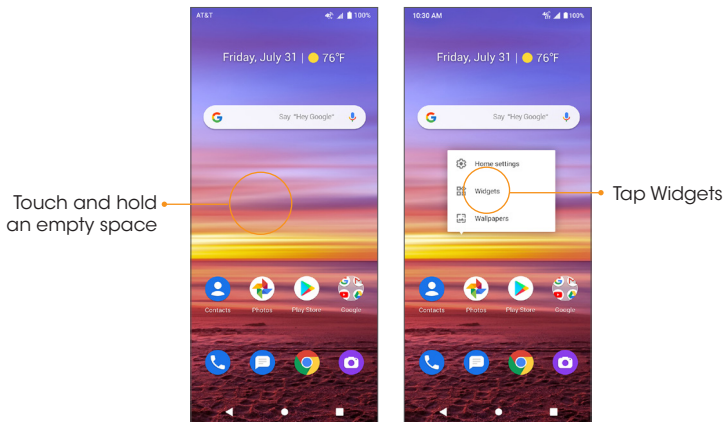 AT&T
100%
Friday, July 31 | 76°F
Say "Hey Google"
Touch and hold
an empty space
Contacts
Photos
Play Store
Google
10:30 AM
100%
Friday, July 31 | 76°F
Say "Hey Google"
Home settings
Widgets
Wallpapers
Tap Widgets
Contacts
Photos
Play Store
Google